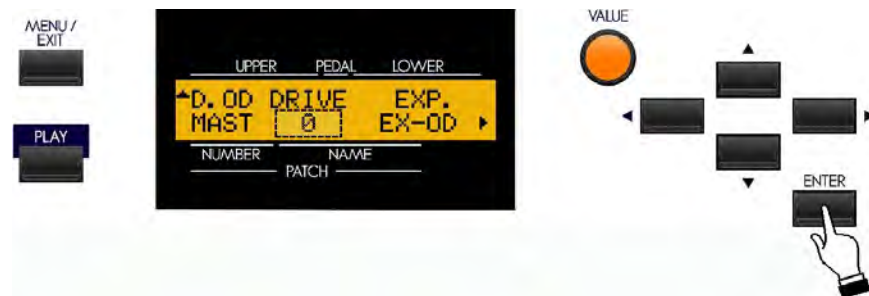 MENU / EXIT
PLAY
UPPER PEDAL LOWER
D. OD DRIVE EXP.
MAST 0 EX-OD
NUMBER NAME
PATCH
VALUE
ENTER